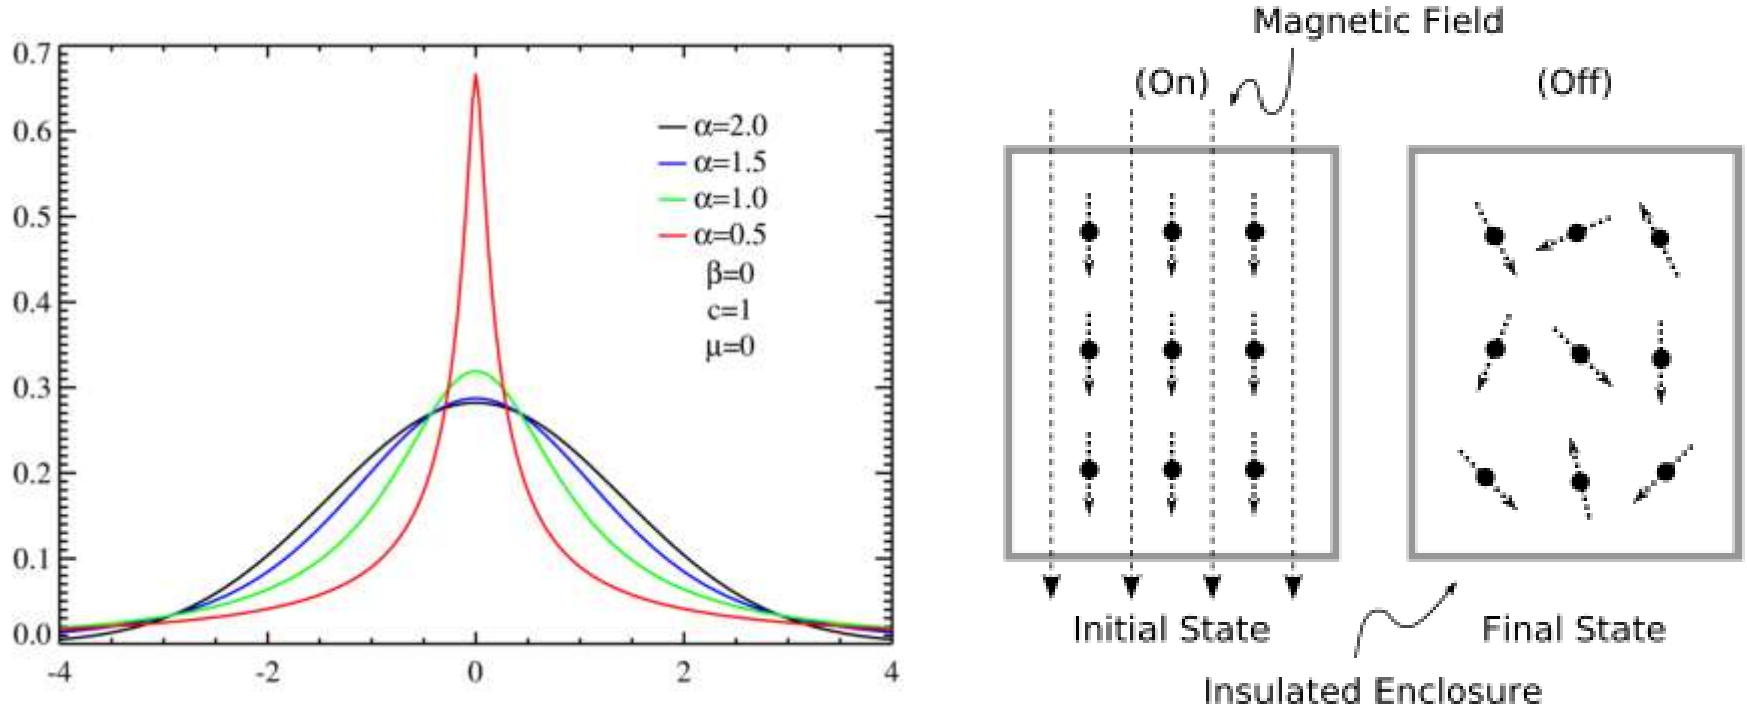 0.7
0.6
0.5
0.4
0.3
0.2
0.1
0.0
-4 -2 0 2 4
α=2.0
α=1.5
α=1.0
α=0.5
β=0
c=1
μ=0
Magnetic Field
(On) (Off)
Initial State Final State
Insulated Enclosure